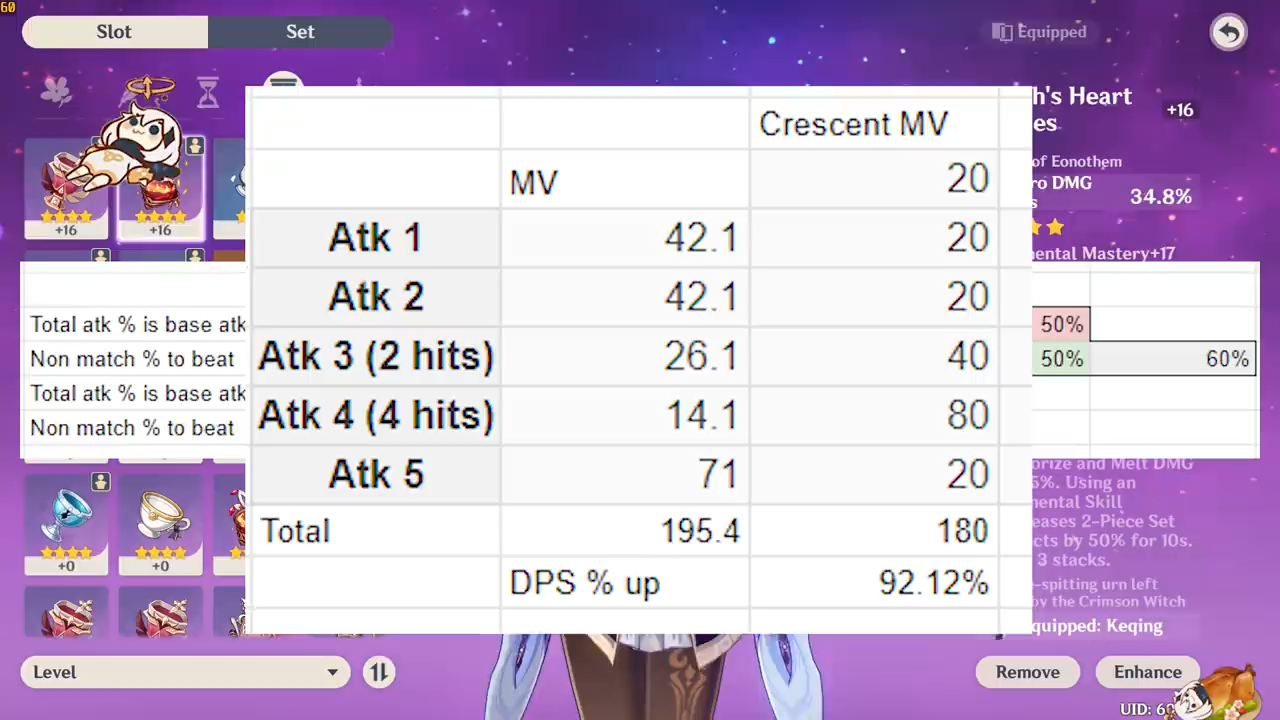 60
Slot
Set
Equipped
h's Heart
es
+16
of Eonothem
ro DMG
s
34.8%
ental Mastery+17
+16
+16
Crescent MV
MV
20
Atk 1
42.1
20
Atk 2
42.1
20
Atk 3 (2 hits)
26.1
40
Atk 4 (4 hits)
14.1
80
Atk 5
71
20
Total
195.4
180
DPS % up
92.12%
Total atk % is base atk
Non match % to beat
Total atk % is base atk
Non match % to beat
50%
50%
60%
orize and Melt DMG
5%. Using an
mental Skill
eases 2-Piece Set
cts by 50% for 10s.
3 stacks.
-spitting urn left
by the Crimson Witch
quipped: Keqing
+0
+0
Level
Remove
Enhance
UID: 60